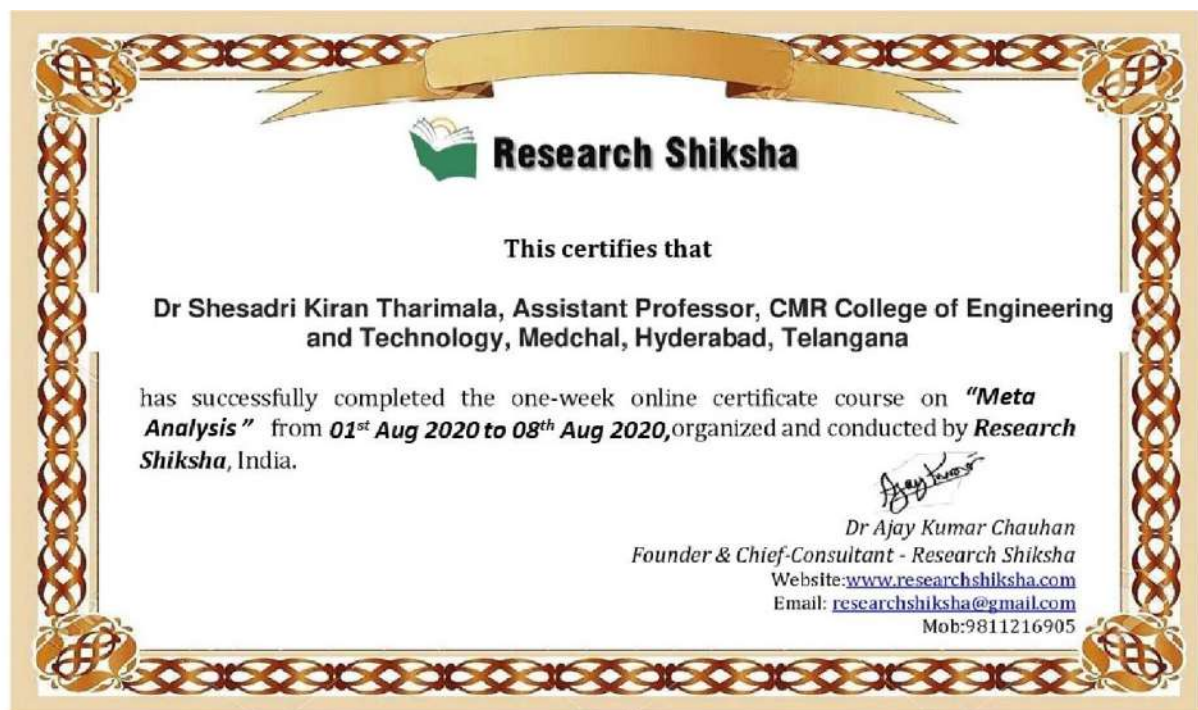 Research Shiksha
This certifies that
Dr Shesadri Kiran Tharimala, Assistant Professor, CMR College of Engineering
and Technology, Medchal, Hyderabad, Telangana
has successfully completed the one-week online certificate course on "Meta
Analysis" from 01st Aug 2020 to 08th Aug 2020,organized and conducted by Research
Shiksha, India.
Ajay Kumar
Dr Ajay Kumar Chauhan
Founder & Chief-Consultant - Research Shiksha
Website:www.researchshiksha.com
Email: researchshiksha@gmail.com
Mob:9811216905